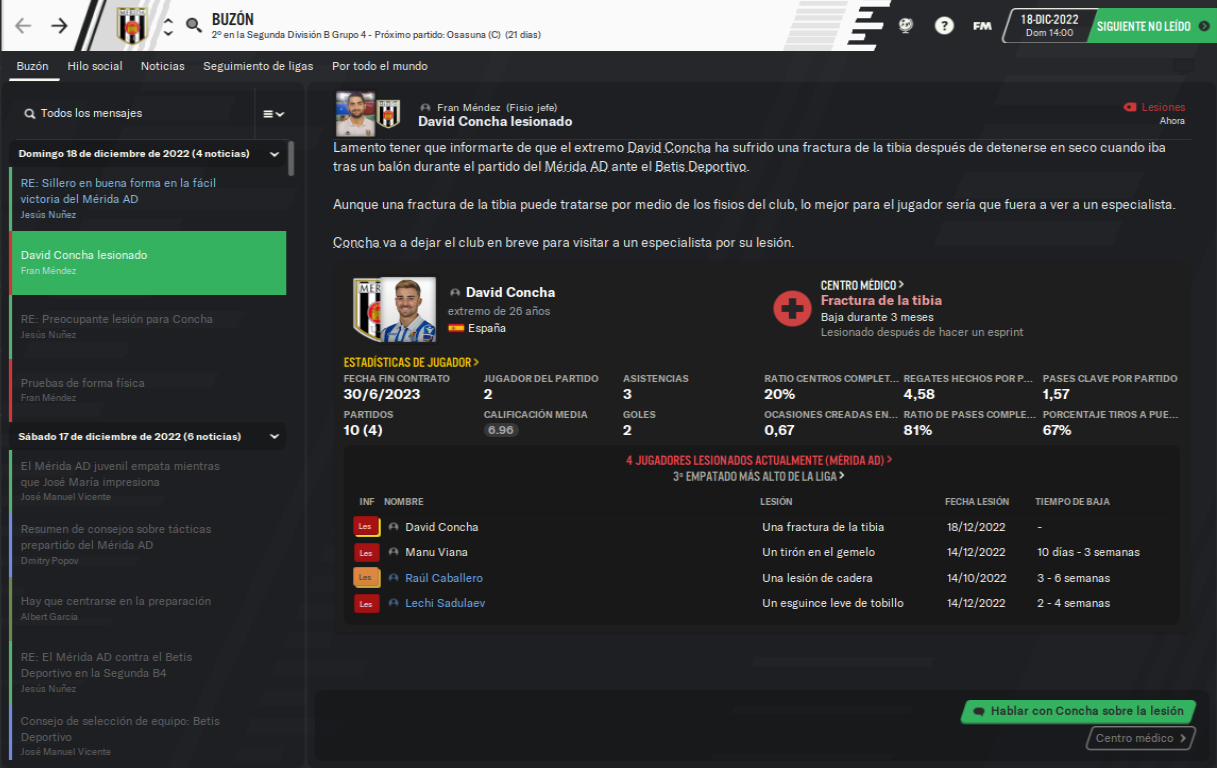 BUZÓN
2º en la Segunda División B Grupo 4 - Próximo partido: Osasuna (C) (21 días)
?
FM
18-DIC-2022
Dom 14:00
SIGUIENTE NO LEÍDO
Buzón
Hilo social
Noticias
Seguimiento de ligas
Por todo el mundo
Todos los mensajes
Domingo 18 de diciembre de 2022 (4 noticias)
RE: Sillero en buena forma en la fácil
victoria del Mérida AD
Jesús Nuñez
David Concha lesionado
Fran Méndez
RE: Preocupante lesión para Concha
Jesús Nuñez
Pruebas de forma física
Fran Méndez
Sábado 17 de diciembre de 2022 (6 noticias)
El Mérida AD juvenil empata mientras
que José María impresiona
José Manuel Vicente
Resumen de consejos sobre tácticas
prepartido del Mérida AD
Dmitry Popov
Hay que centrarse en la preparación
Albert García
RE: El Mérida AD contra el Betis
Deportivo en la Segunda B4
Jesús Nuñez
Consejo de selección de equipo: Betis
Deportivo
José Manuel Vicente
Fran Méndez (Fisio jefe)
David Concha lesionado
Lesiones
Ahora
Lamento tener que informarte de que el extremo David Concha ha sufrido una fractura de la tibia después de detenerse en seco cuando iba
tras un balón durante el partido del Mérida AD ante el Betis Deportivo.
Aunque una fractura de la tibia puede tratarse por medio de los fisios del club, lo mejor para el jugador sería que fuera a ver a un especialista.
Concha va a dejar el club en breve para visitar a un especialista por su lesión.
David Concha
extremo de 26 años
España
CENTRO MÉDICO
Fractura de la tibia
Baja durante 3 meses
Lesionado después de hacer un esprint
ESTADÍSTICAS DE JUGADOR
FECHA FIN CONTRATO JUGADOR DEL PARTIDO ASISTENCIAS RATIO CENTROS COMPLET... REGATES HECHOS POR P... PASES CLAVE POR PARTIDO
30/6/2023 2 3 20% 4,58 1,57
PARTIDOS CALIFICACIÓN MEDIA GOLES OCASIONES CREADAS EN... RATIO DE PASES COMPLE... PORCENTAJE TIROS A PUE...
10 (4) 6.96 2 0,67 81% 67%
4 JUGADORES LESIONADOS ACTUALMENTE (MÉRIDA AD)
3º EMPATADO MÁS ALTO DE LA LIGA
INF NOMBRE LESIÓN FECHA LESIÓN TIEMPO DE BAJA
Les David Concha Una fractura de la tibia 18/12/2022 -
Les Manu Viana Un tirón en el gemelo 14/12/2022 10 días - 3 semanas
Les Raúl Caballero Una lesión de cadera 14/10/2022 3 - 6 semanas
Les Lechi Sadulaev Un esguince leve de tobillo 14/12/2022 2 - 4 semanas
Hablar con Concha sobre la lesión
Centro médico